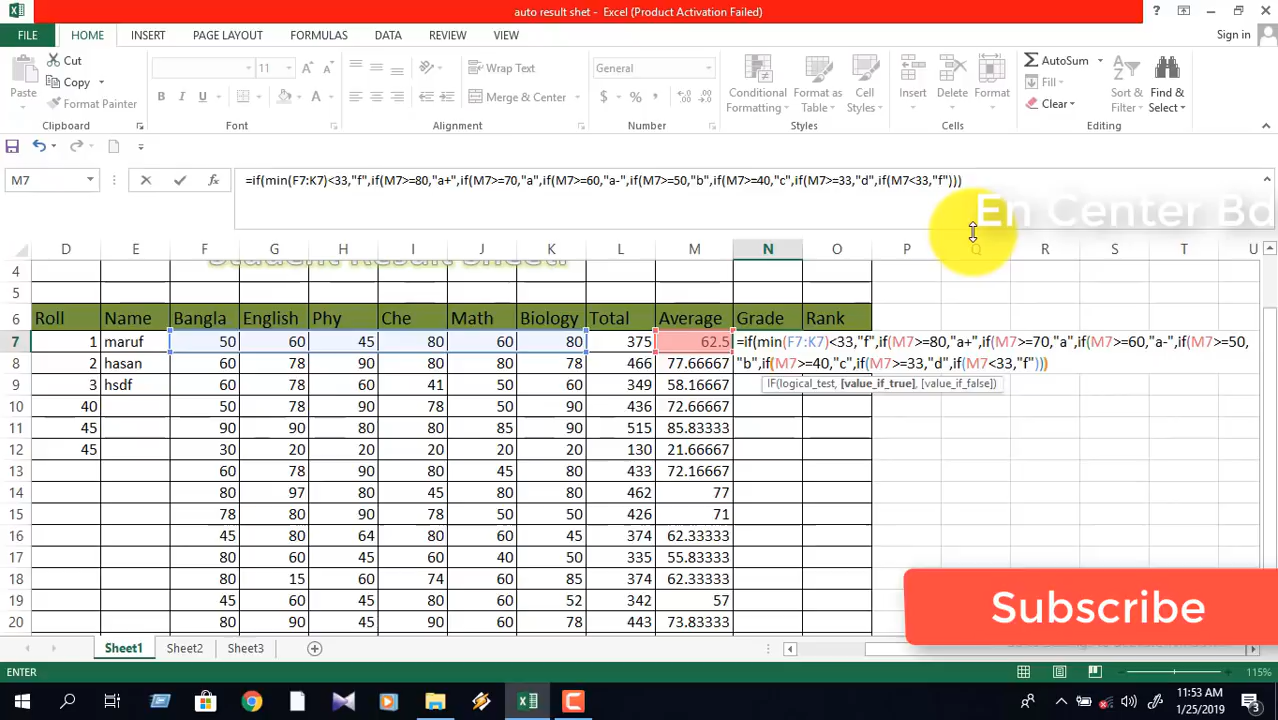 auto result shet - Excel (Product Activation Failed)
FILE HOME INSERT PAGE LAYOUT FORMULAS DATA REVIEW VIEW Sign in
Paste Cut Copy Format Painter
11 A A
B I U A
Wrap Text
Merge & Center
General
$ %
Conditional Formatting
Format as Table
Cell Styles
Insert Delete Format
AutoSum
Fill
Clear
Sort & Filter
Find & Select
Clipboard Font Alignment Number Styles Cells Editing
M7 fx =if(min(F7:K7)<33,"f",if(M7>=80,"a+",if(M7>=70,"a",if(M7>=60,"a-",if(M7>=50,"b",if(M7>=40,"c",if(M7>=33,"d",if(M7<33,"f")))
En Center Bd
D E F G H I J K L M N O P Q R S T U
4 Student Result Sheet!
5
6 Roll Name Bangla English Phy Che Math Biology Total Average Grade Rank
7 1 maruf 50 60 45 80 60 80 375 62.5 =if(min(F7:K7)<33,"f",if(M7>=80,"a+",if(M7>=70,"a",if(M7>=60,"a-",if(M7>=50,
8 2 hasan 60 78 90 80 80 78 466 77.66667 "b",if(M7>=40,"c",if(M7>=33,"d",if(M7<33,"f")))
9 3 hsdf 60 78 60 41 50 60 349 58.16667 IF(logical_test, [value_if_true], [value_if_false])
10 40 50 78 90 78 50 90 436 72.66667
11 45 90 90 80 80 85 90 515 85.83333
12 45 30 20 20 20 20 20 130 21.66667
13 60 78 90 80 45 80 433 72.16667
14 80 97 80 45 80 80 462 77
15 78 80 90 78 50 50 426 71
16 45 80 64 80 60 45 374 62.33333
17 80 60 45 60 40 50 335 55.83333
18 80 15 60 74 60 85 374 62.33333
19 45 60 45 80 60 52 342 57
20 80 90 45 90 60 78 443 73.83333
Subscribe
Sheet1 Sheet2 Sheet3
ENTER 115%
11:53 AM
1/25/2019
3